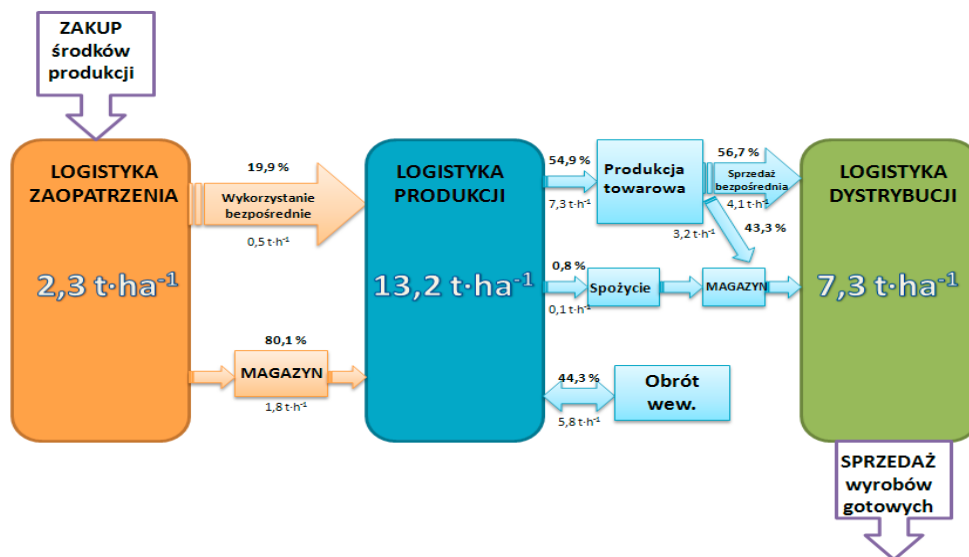 ZAKUP
środków
produkcji
LOGISTYKA
ZAOPATRZENIA
2,3 t·ha⁻¹
19,9 %
Wykorzystanie
bezpośrednie
0,5 t·h⁻¹
80,1 %
MAGAZYN
1,8 t·h⁻¹
LOGISTYKA
PRODUKCJI
13,2 t·ha⁻¹
54,9 %
7,3 t·h⁻¹
Produkcja
towarowa
56,7 %
Sprzedaż
bezpośrednia
4,1 t·h⁻¹
43,3 %
3,2 t·h⁻¹
0,8 %
0,1 t·h⁻¹
Spożycie
MAGAZYN
44,3 %
5,8 t·h⁻¹
Obrót
wew.
LOGISTYKA
DYSTRYBUCJI
7,3 t·ha⁻¹
SPRZEDAŻ
wyrobów
gotowych